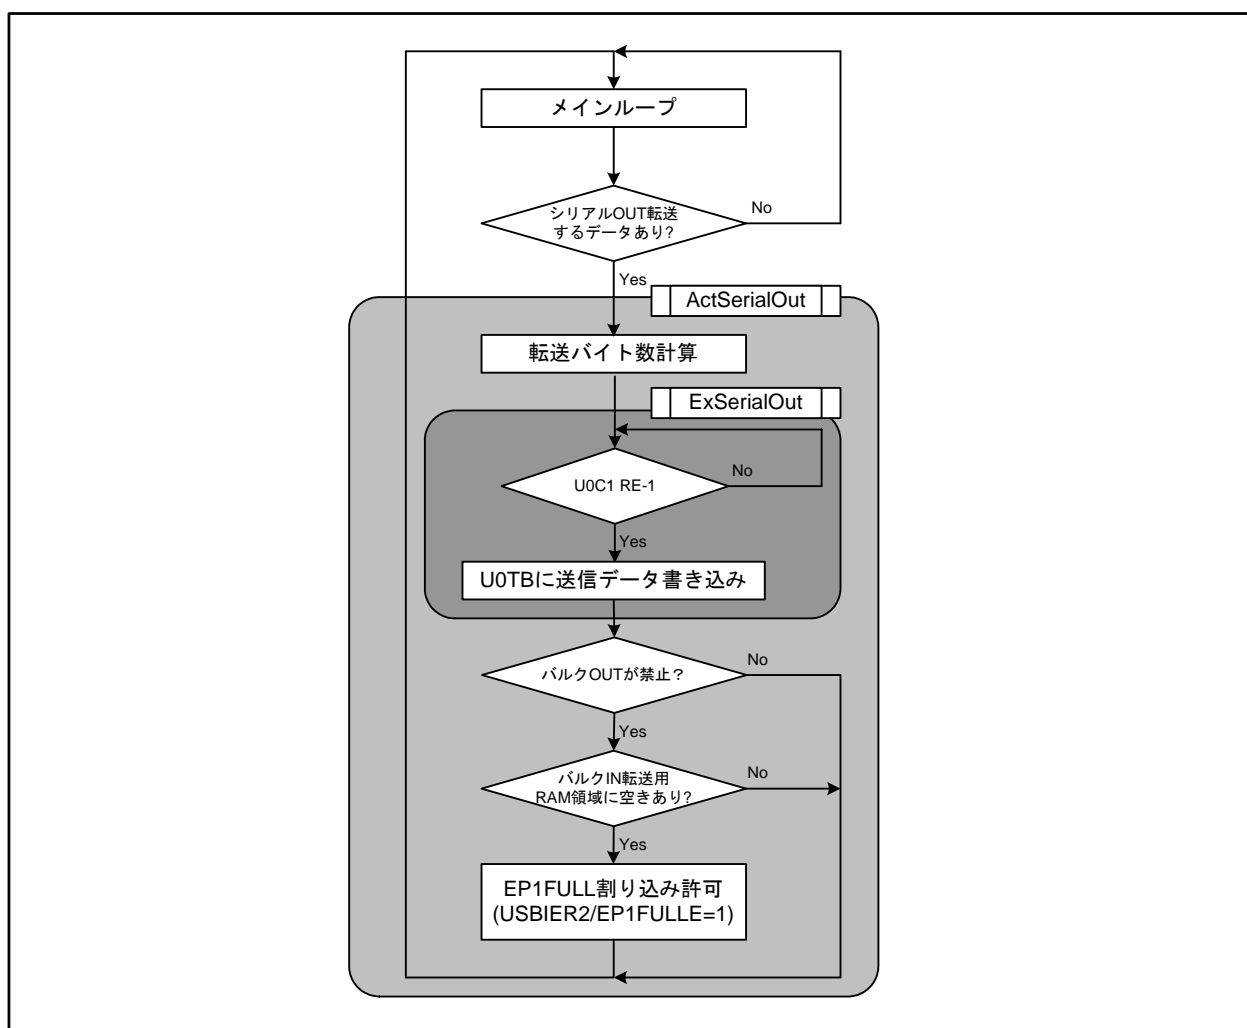 メインループ
シリアルOUT転送
するデータあり?
No
Yes
ActSerialOut
転送バイト数計算
ExSerialOut
U0C1 RE-1
No
Yes
U0TBに送信データ書き込み
バルクOUTが禁止？
No
Yes
バルクIN転送用
RAM領域に空きあり?
No
Yes
EP1FULL割り込み許可
(USBIER2/EP1FULLE=1)